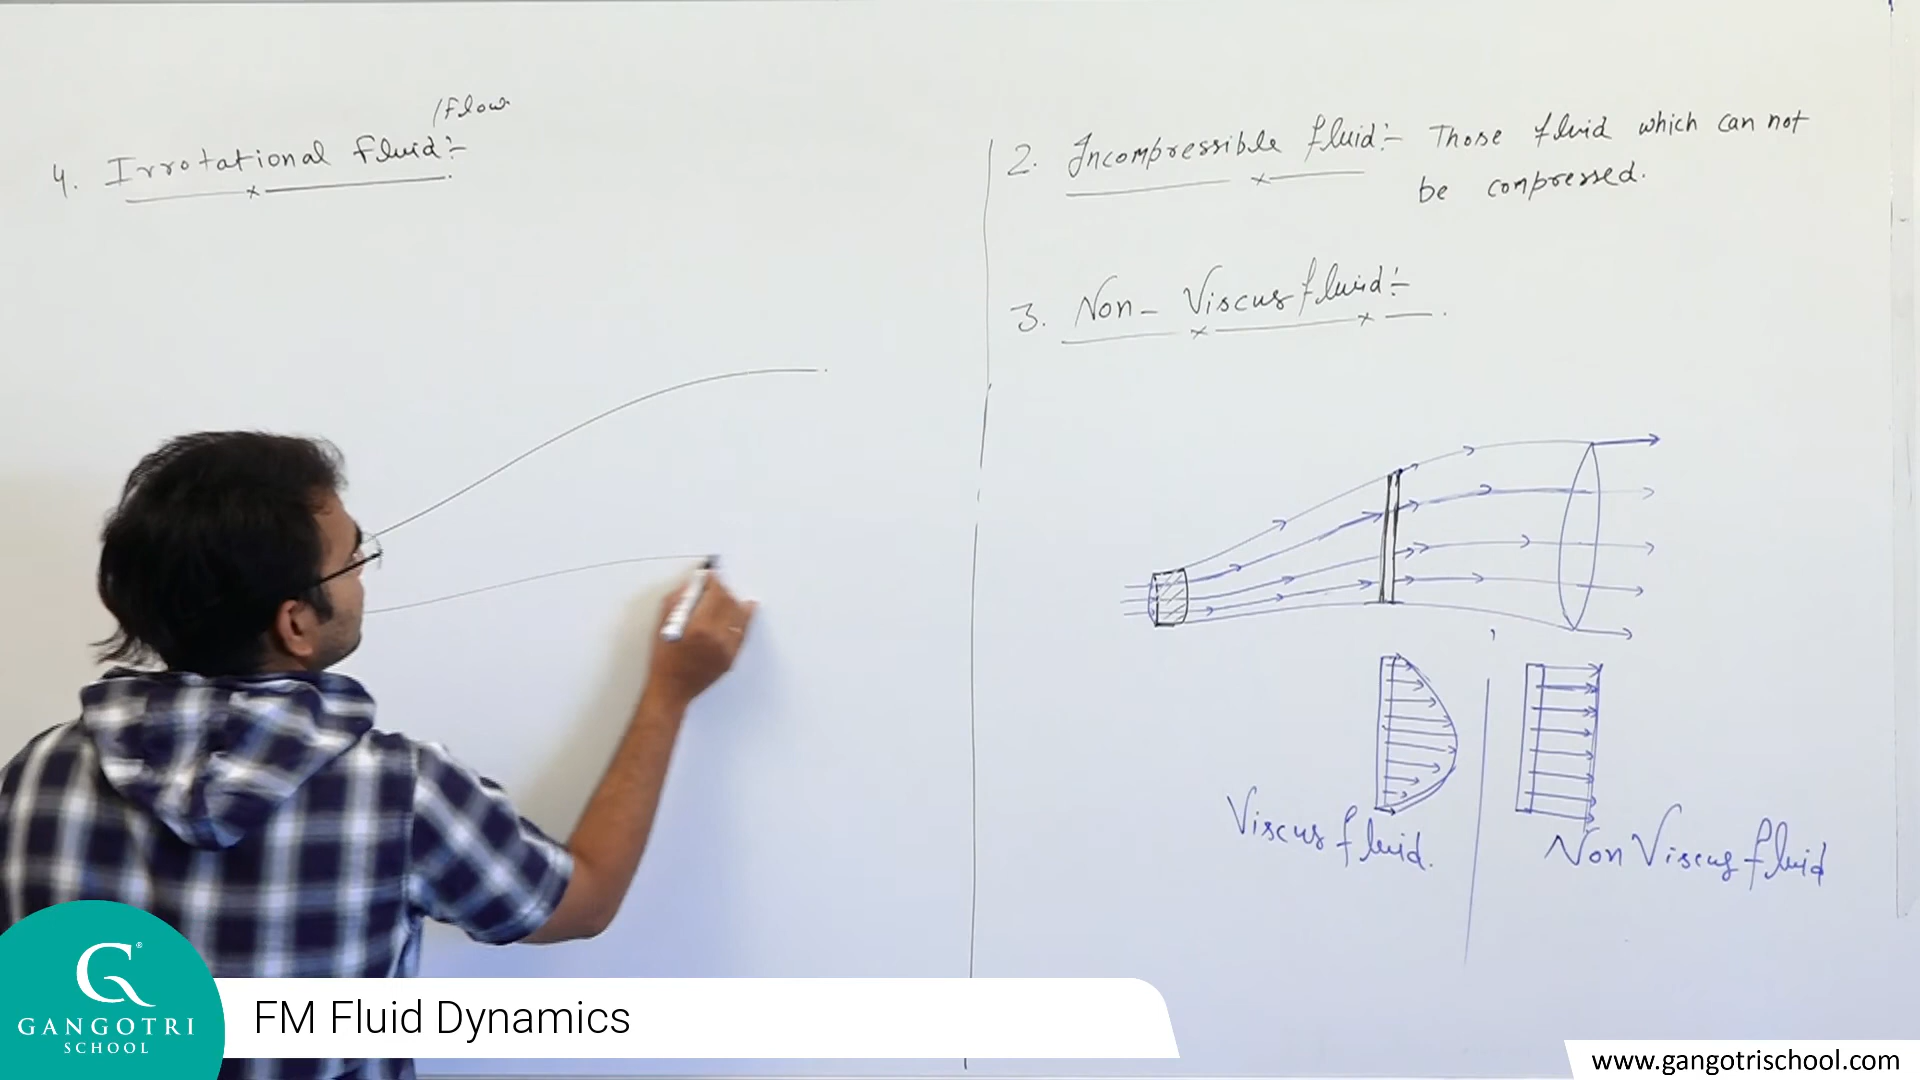 /Flow
4. Irrotational fluid:-
2. Incompressible fluid:- Those fluid which can not
be compressed.
3. Non-Viscus fluid:-
Viscus fluid.
Non Viscus fluid
GANGOTRI
SCHOOL
FM Fluid Dynamics
www.gangotrischool.com